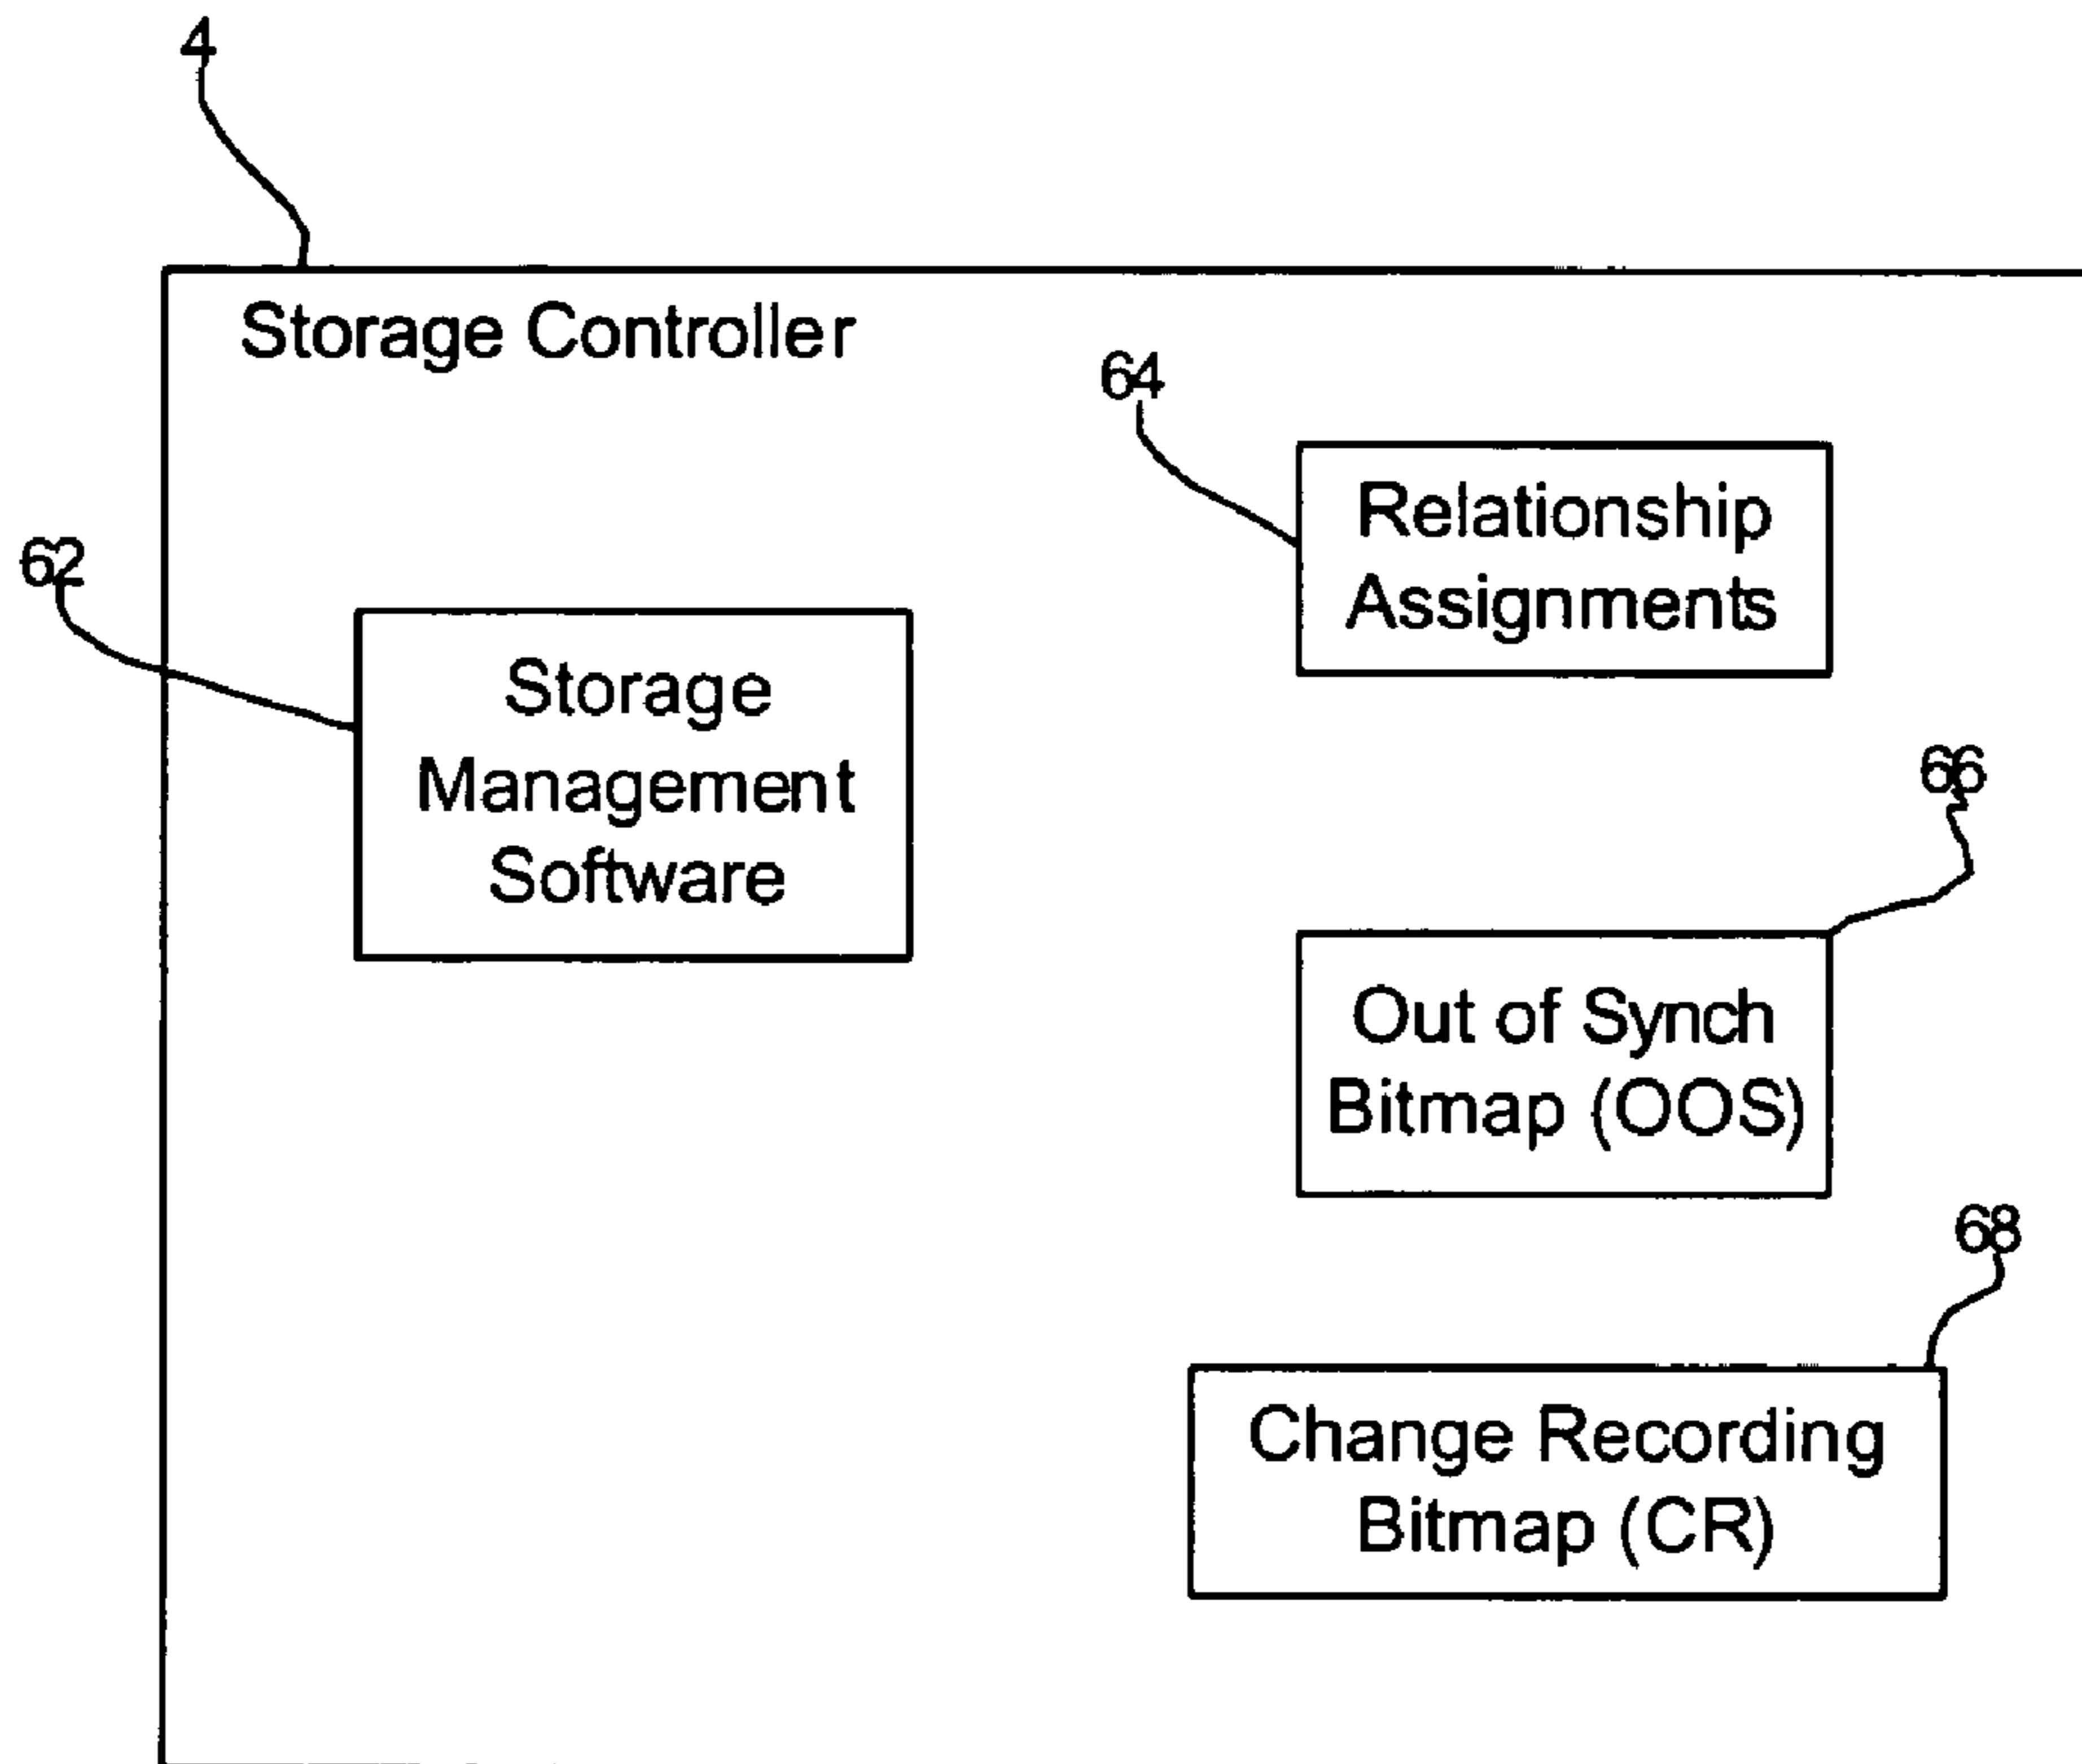 4
Storage Controller
64
Relationship
Assignments
62
Storage
Management
Software
66
Out of Synch
Bitmap (OOS)
68
Change Recording
Bitmap (CR)